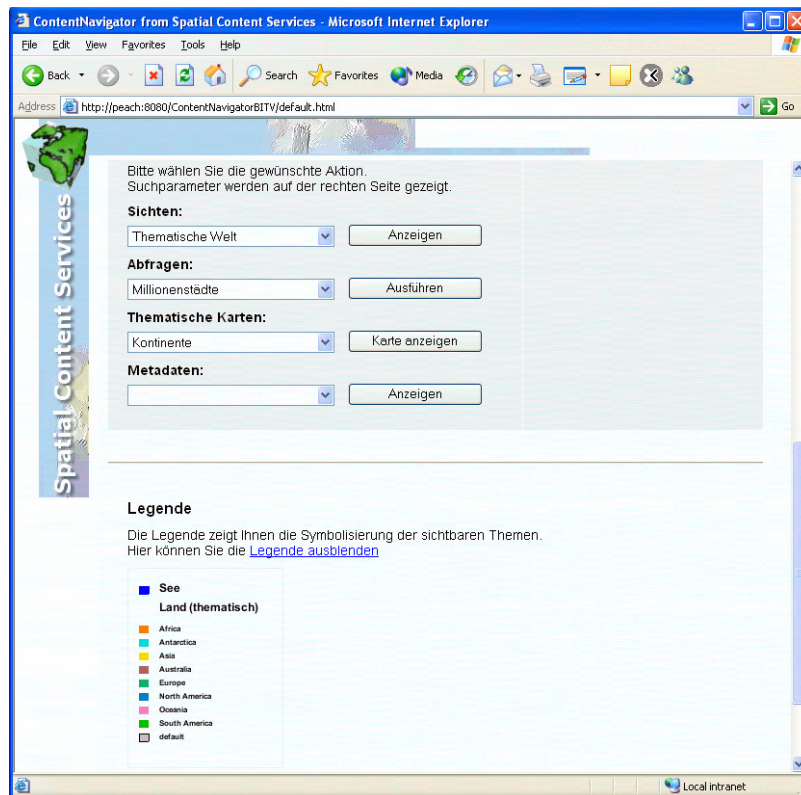 ContentNavigator from Spatial Content Services - Microsoft Internet Explorer
File Edit View Favorites Tools Help
Back Search Favorites Media
Address http://peach:8080/ContentNavigatorBITV/default.html Go
Spatial Content Services
Bitte wählen Sie die gewünschte Aktion.
Suchparameter werden auf der rechten Seite gezeigt.
Sichten:
Thematische Welt Anzeigen
Abfragen:
Millionenstädte Ausführen
Thematische Karten:
Kontinente Karte anzeigen
Metadaten:
Anzeigen
Legende
Die Legende zeigt Ihnen die Symbolisierung der sichtbaren Themen.
Hier können Sie die Legende ausblenden
See
Land (thematisch)
Africa
Antarctica
Asia
Australia
Europe
North America
Oceania
South America
default
Local intranet